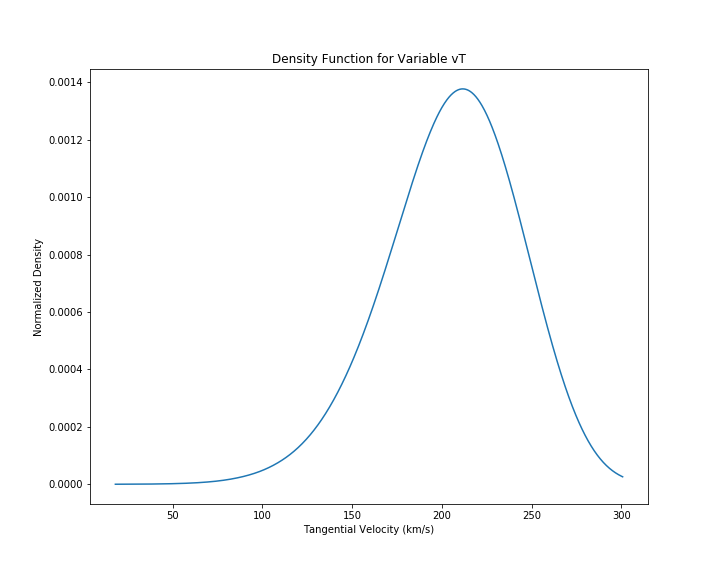 Density Function for Variable vT
0.0014
0.0012
0.0010
0.0008
0.0006
0.0004
0.0002
0.0000
Normalized Density
50 100 150 200 250 300
Tangential Velocity (km/s)